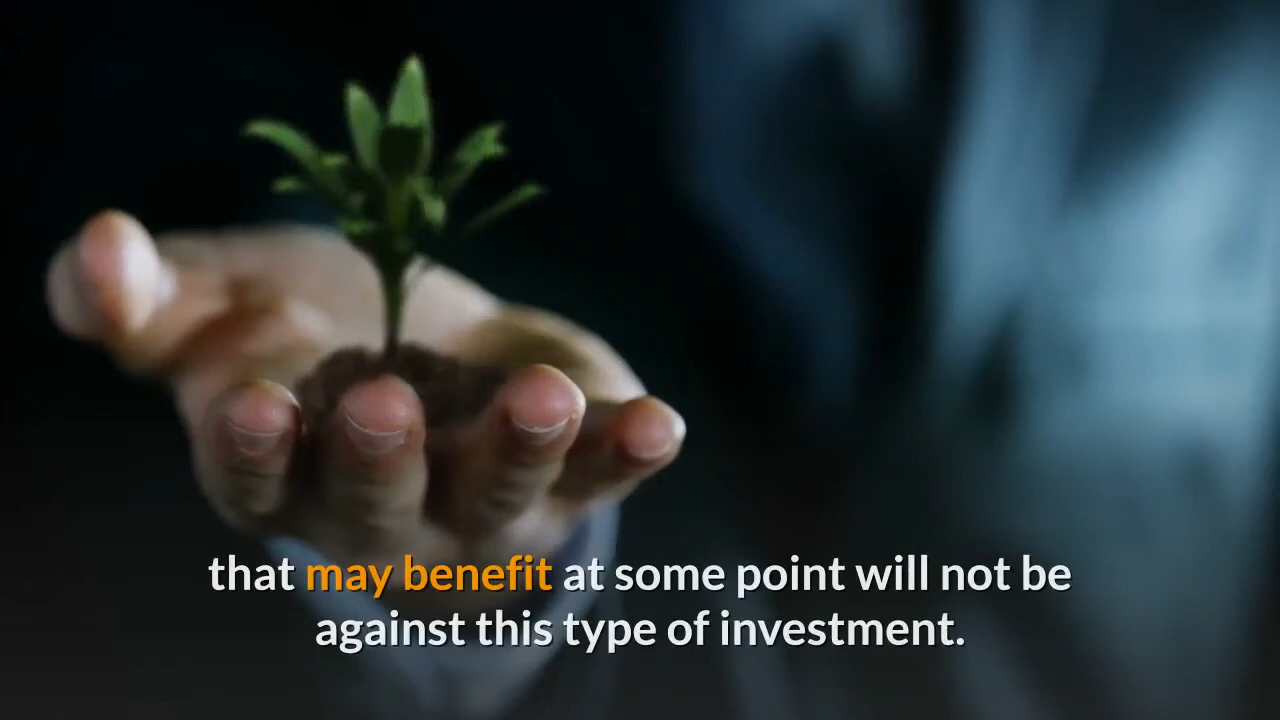 that may benefit at some point will not be
against this type of investment.